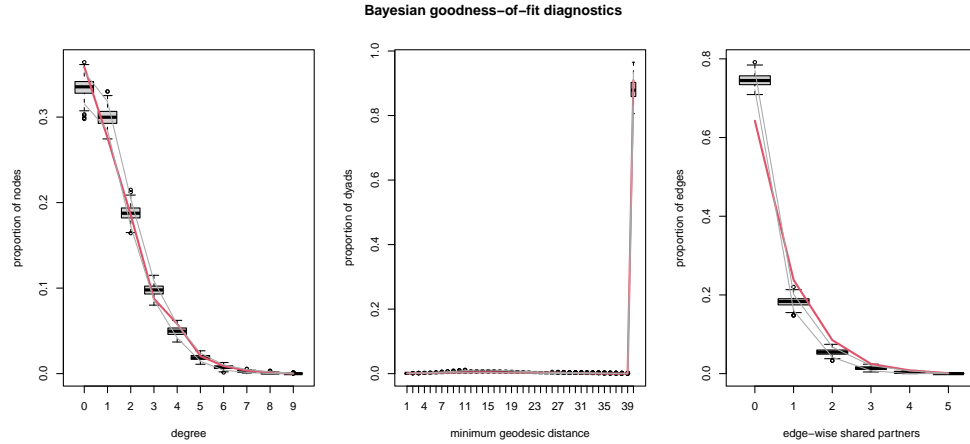 Bayesian goodness−of−fit diagnostics
proportion of nodes
0.0
0.1
0.2
0.3
0 1 2 3 4 5 6 7 8 9
degree
proportion of dyads
0.0
0.2
0.4
0.6
0.8
1.0
1 4 7 11 15 19 23 27 31 35 39
minimum geodesic distance
proportion of edges
0.0
0.2
0.4
0.6
0.8
0 1 2 3 4 5
edge−wise shared partners